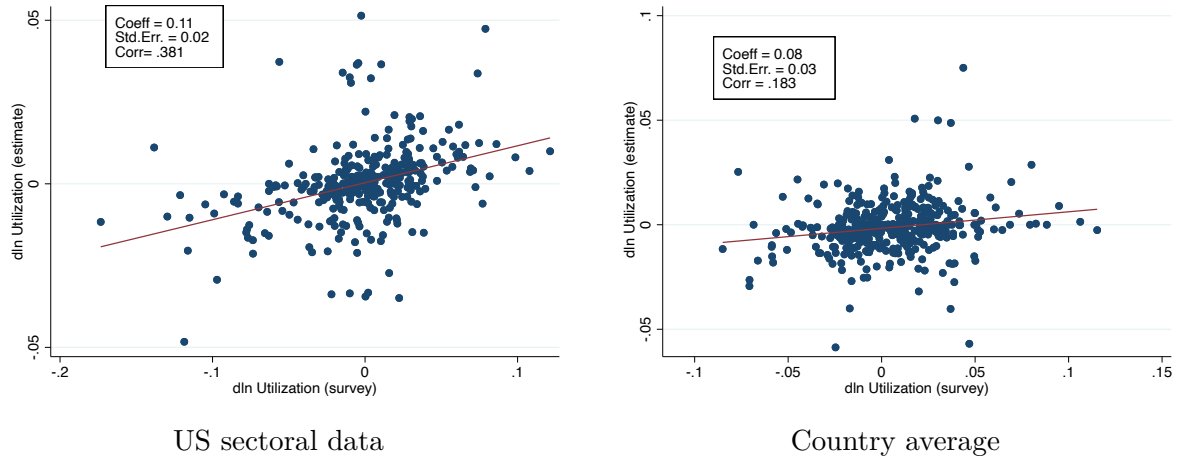 Coeff = 0.11
Std.Err. = 0.02
Corr= .381
dln Utilization (estimate)
.05
0
-.05
-.2
-.1
0
.1
dln Utilization (survey)
US sectoral data
Coeff = 0.08
Std.Err. = 0.03
Corr = .183
dln Utilization (estimate)
.1
.05
0
-.05
-.1
-.05
0
.05
.1
.15
dln Utilization (survey)
Country average